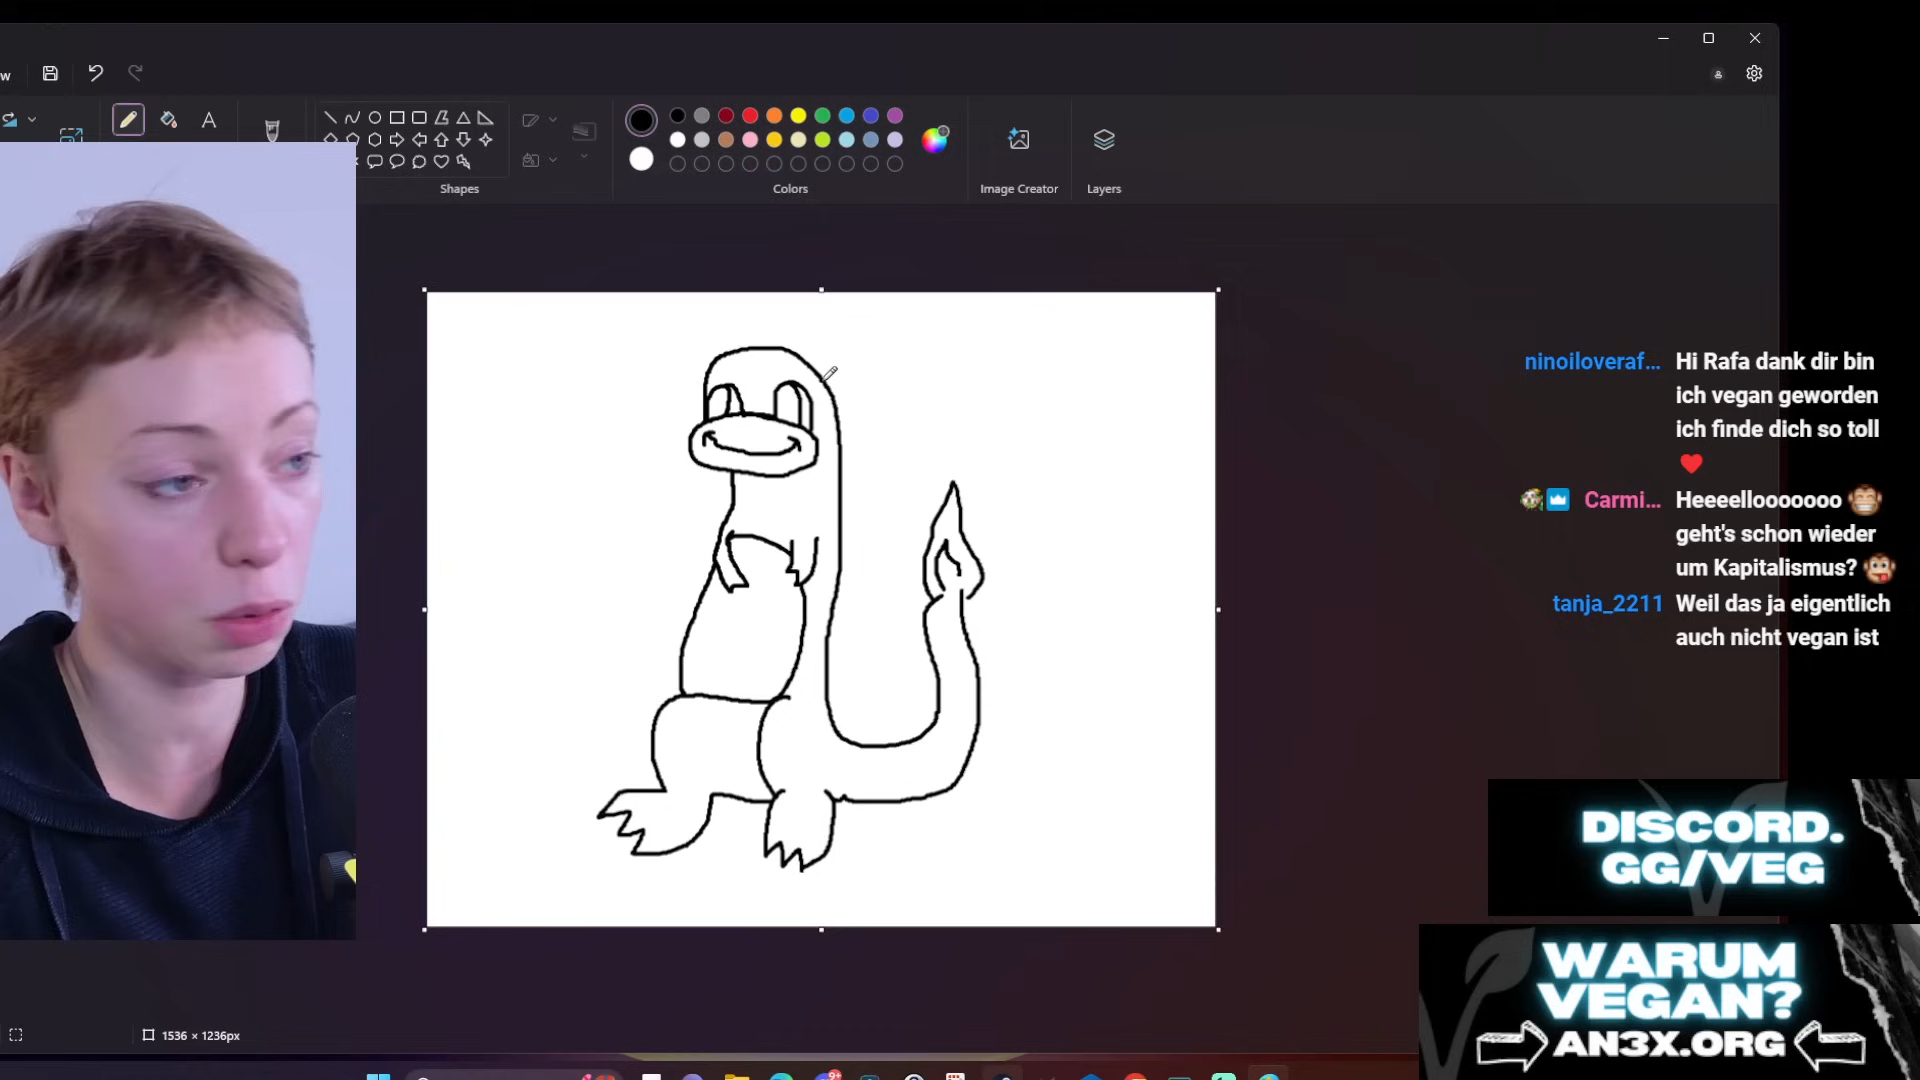 w
A
Shapes
Colors
Image Creator
Layers
ninoiloveraf... Hi Rafa dank dir bin
ich vegan geworden
ich finde dich so toll
Carmi... Heeeellooooooo
geht's schon wieder
um Kapitalismus?
tanja_2211 Weil das ja eigentlich
auch nicht vegan ist
DISCORD.
GG/VEG
WARUM
VEGAN?
AN3X.ORG
1536 × 1236px
9+